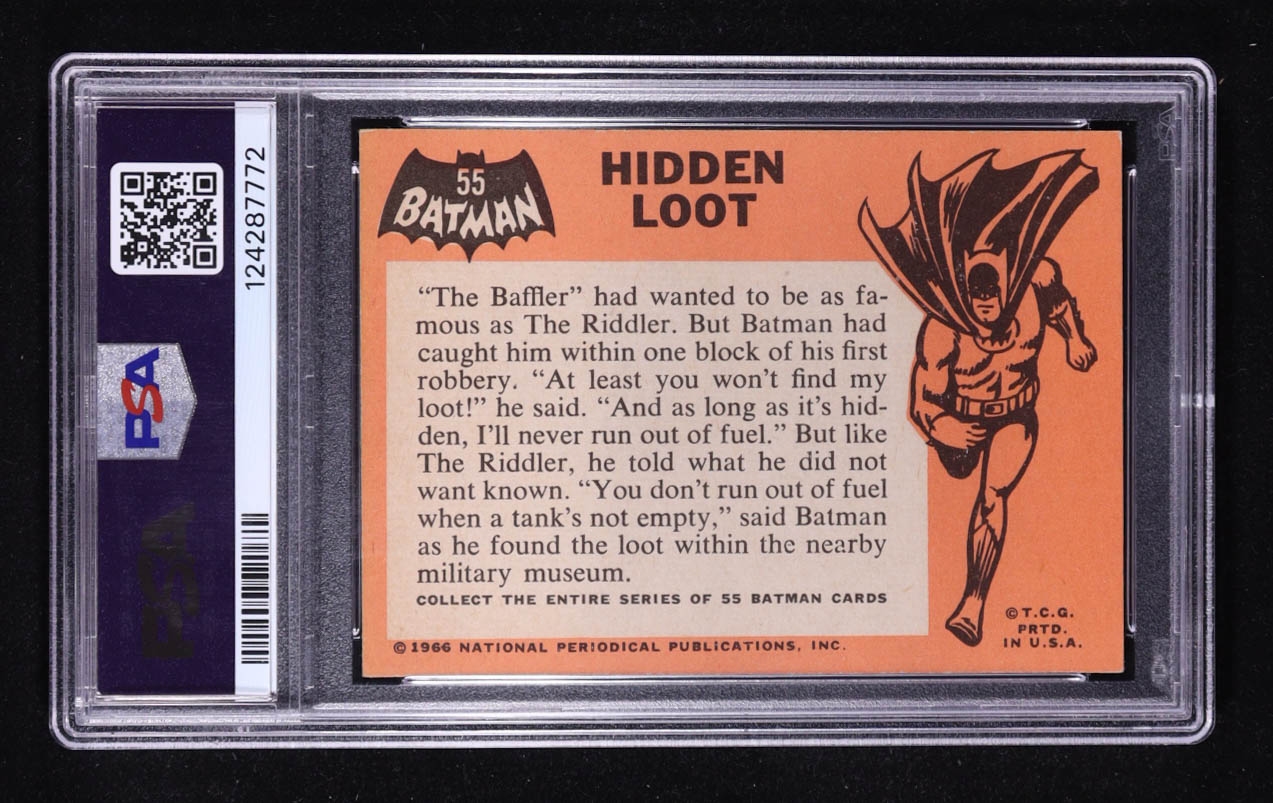 PSA
124287772
PSA
55
BATMAN
HIDDEN
LOOT
“The Baffler” had wanted to be as fa-
mous as The Riddler. But Batman had
caught him within one block of his first
robbery. “At least you won’t find my
loot!” he said. “And as long as it’s hid-
den, I’ll never run out of fuel.” But like
The Riddler, he told what he did not
want known. “You don’t run out of fuel
when a tank’s not empty,” said Batman
as he found the loot within the nearby
military museum.
COLLECT THE ENTIRE SERIES OF 55 BATMAN CARDS
©1966 NATIONAL PERIODICAL PUBLICATIONS, INC.
©T.C.G.
PRTD.
IN U.S.A.
PSA